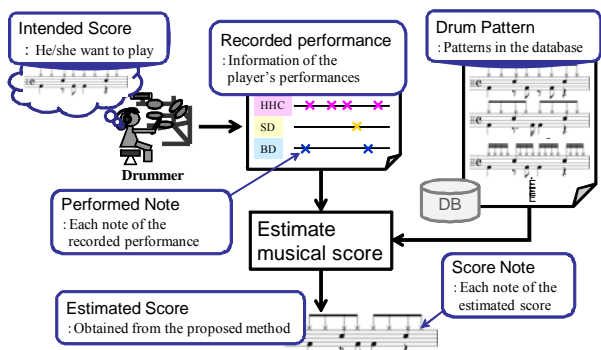 Intended Score
: He/she want to play
Drummer
Recorded performance
: Information of the
player's performances
HHC
SD
BD
Performed Note
: Each note of the
recorded performance
Drum Pattern
: Patterns in the database
DB
Estimate
musical score
Score Note
: Each note of the
estimated score
Estimated Score
: Obtained from the proposed method